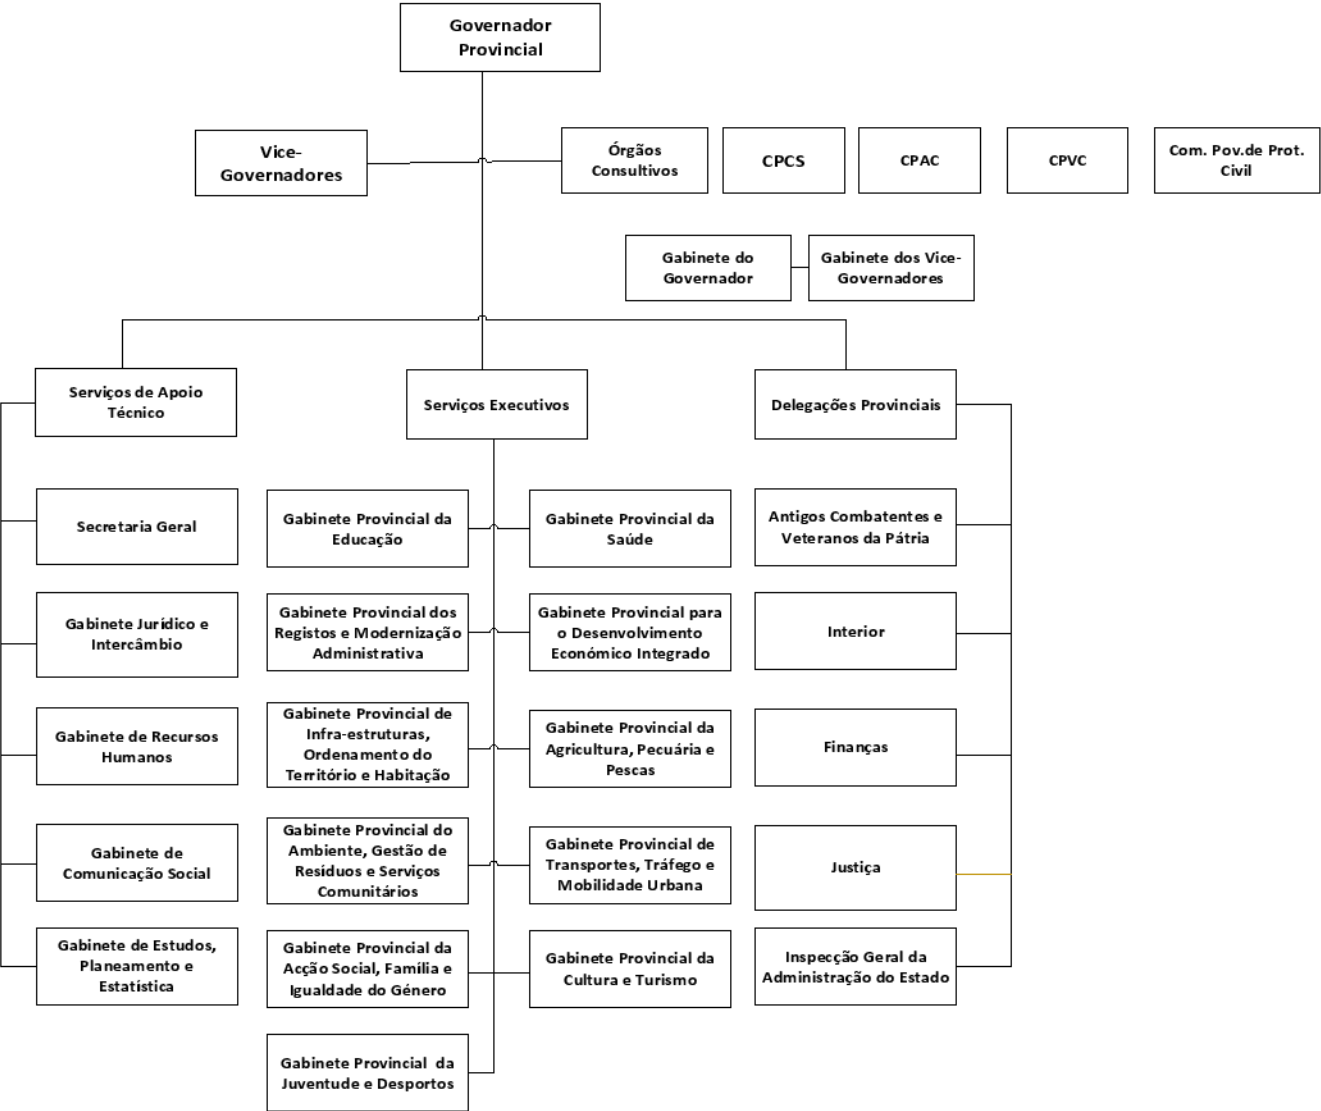 Governador
Provincial
Vice-
Governadores
Órgãos
Consultivos
CPCS
CPAC
CPVC
Com. Pov.de Prot.
Civil
Gabinete do
Governador
Gabinete dos Vice-
Governadores
Serviços de Apoio
Técnico
Serviços Executivos
Delegações Provinciais
Secretaria Geral
Gabinete Provincial da
Educação
Gabinete Provincial da
Saúde
Antigos Combatentes e
Veteranos da Pátria
Gabinete Jurídico e
Intercâmbio
Gabinete Provincial dos
Registos e Modernização
Administrativa
Gabinete Provincial para
o Desenvolvimento
Económico Integrado
Interior
Gabinete de Recursos
Humanos
Gabinete Provincial de
Infra-estruturas,
Ordenamento do
Território e Habitação
Gabinete Provincial da
Agricultura, Pecuária e
Pescas
Finanças
Gabinete de
Comunicação Social
Gabinete Provincial do
Ambiente, Gestão de
Resíduos e Serviços
Comunitários
Gabinete Provincial de
Transportes, Tráfego e
Mobilidade Urbana
Justiça
Gabinete de Estudos,
Planeamento e
Estatística
Gabinete Provincial da
Acção Social, Família e
Igualdade do Género
Gabinete Provincial da
Cultura e Turismo
Inspecção Geral da
Administração do Estado
Gabinete Provincial  da
Juventude e Desportos